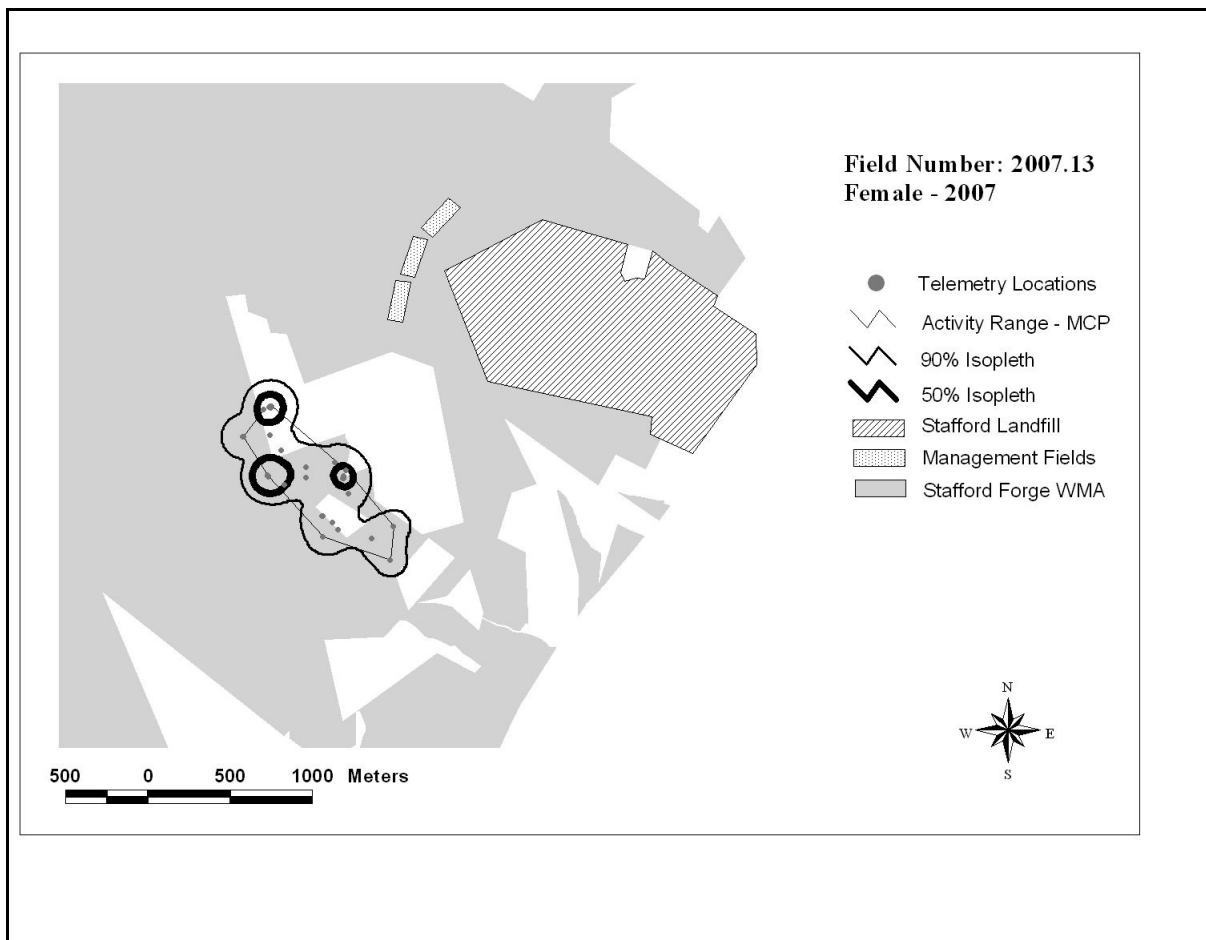 Field Number: 2007.13
Female - 2007
Telemetry Locations
Activity Range - MCP
90% Isopleth
50% Isopleth
Stafford Landfill
Management Fields
Stafford Forge WMA
N
W E
S
500 0 500 1000 Meters